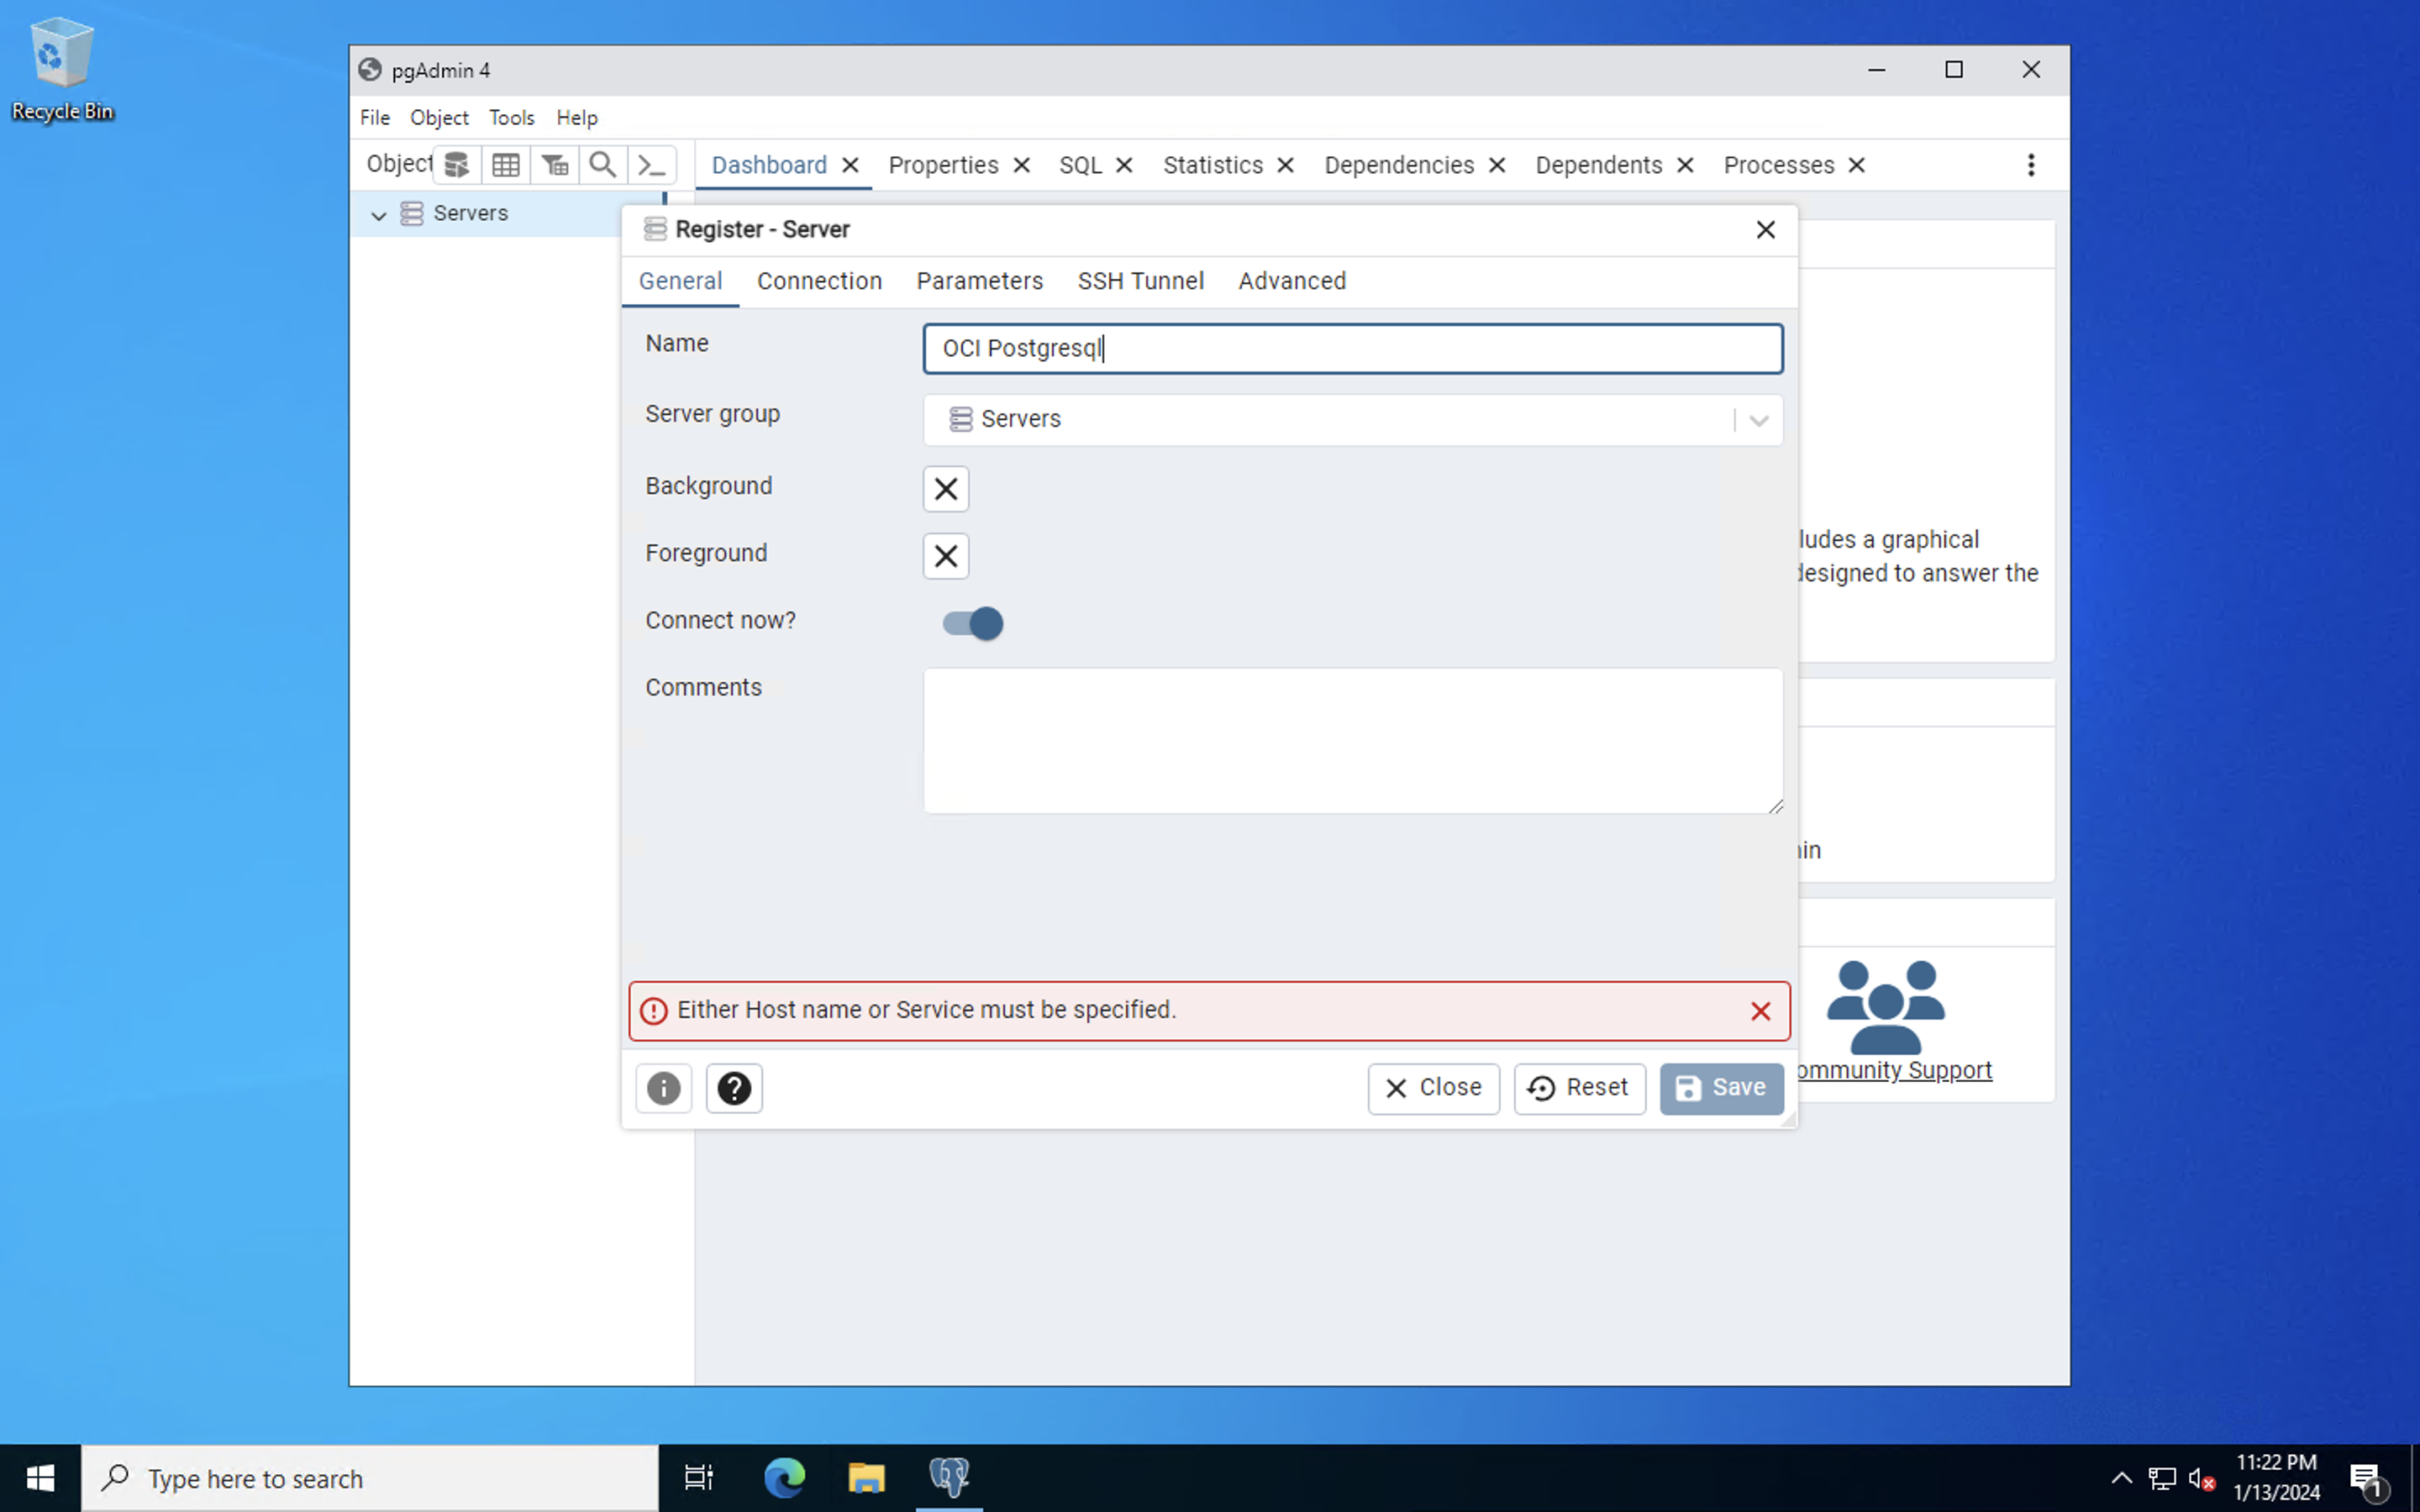 Recycle Bin
pgAdmin 4
File Object Tools Help
Object
Dashboard Properties SQL Statistics Dependencies Dependents Processes
Servers
Register - Server
General Connection Parameters SSH Tunnel Advanced
Name
OCI Postgresql
Server group
Servers
Background
Foreground
Connect now?
Comments
ludes a graphical
designed to answer the
in
ommunity Support
Either Host name or Service must be specified.
Close
Reset
Save
Type here to search
11:22 PM
1/13/2024
1